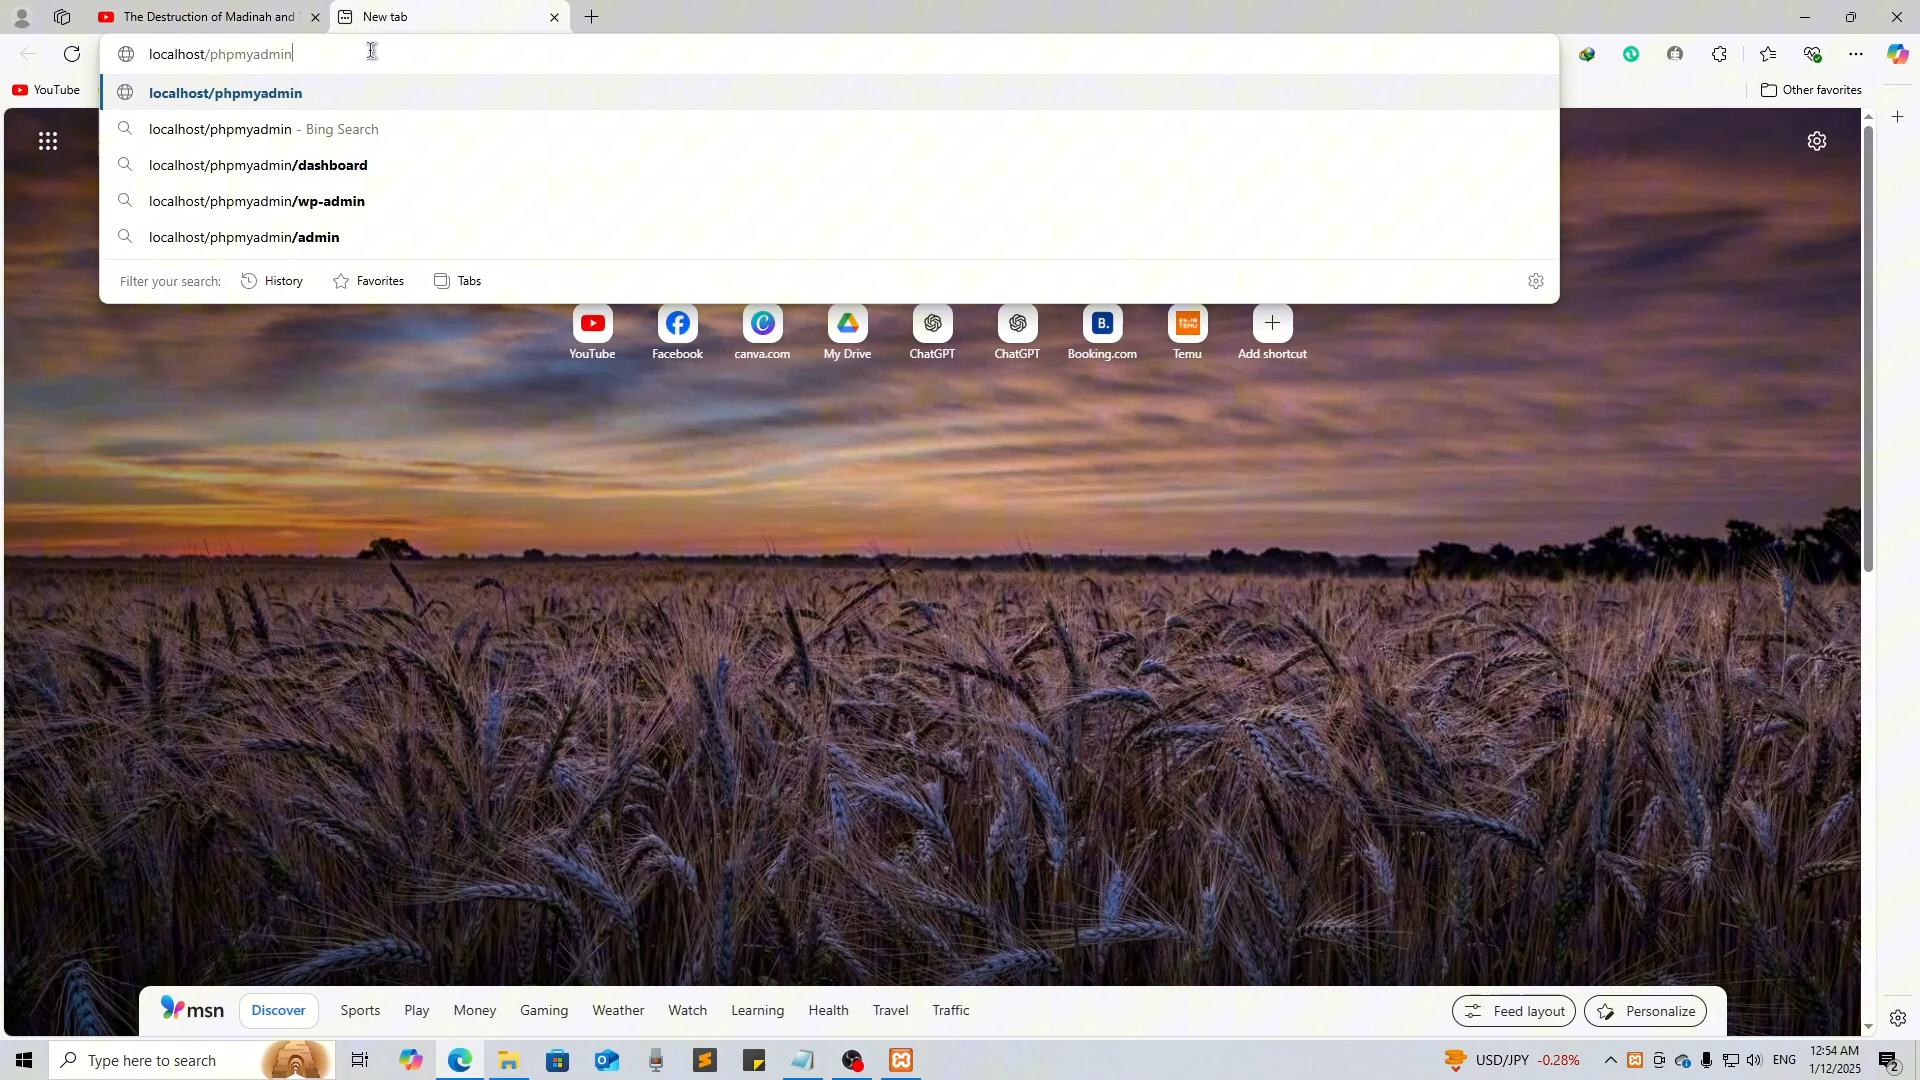 The Destruction of Madinah and T
New tab
localhost/phpmyadmin
YouTube
localhost/phpmyadmin
Other favorites
localhost/phpmyadmin - Bing Search
localhost/phpmyadmin/dashboard
localhost/phpmyadmin/wp-admin
localhost/phpmyadmin/admin
Filter your search: History Favorites Tabs
YouTube Facebook canva.com My Drive ChatGPT ChatGPT Booking.com Temu Add shortcut
msn Discover Sports Play Money Gaming Weather Watch Learning Health Travel Traffic Feed layout Personalize
Type here to search USD/JPY -0.28% ENG 12:54 AM
1/12/2025 2